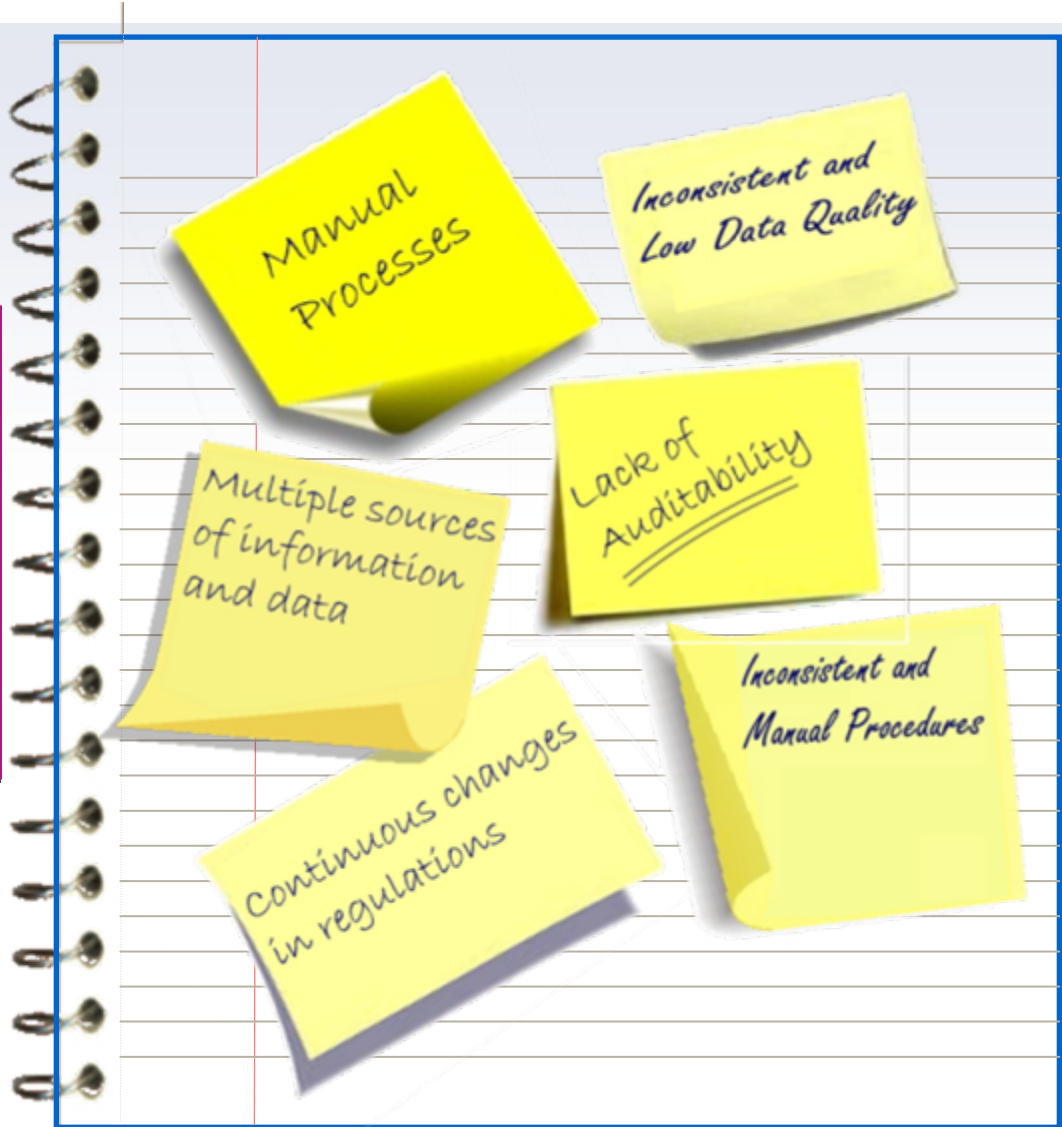 Manual
Processes
Inconsistent and
Low Data Quality
Lack of
Auditability
Multiple sources
of information
and data
Inconsistent and
Manual Procedures
Continuous changes
in regulations